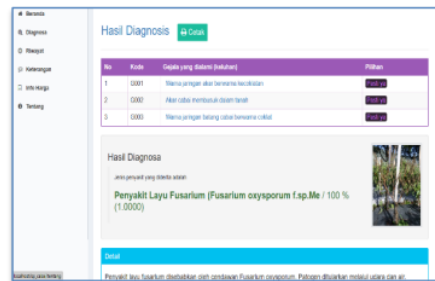 Beranda
Diagnosa
Riwayat
Keterangan
Info Harga
Tentang
Hasil Diagnosis
Cetak
No Kode Gejala yang dialami (keluhan) Pilihan
1 G001 Warna jaringan akar berwarna kecoklatan Pasti ya
2 G002 Akar cabai membusuk dalam tanah Pasti ya
3 G003 Warna jaringan batang cabai berwarna coklat Pasti ya
Hasil Diagnosa
Jenis penyakit yang diderita adalah
Penyakit Layu Fusarium (Fusarium oxysporum f.sp.Me / 100 %
(1.0000)
Detail
Penyakit layu fusarium disebabkan oleh cendawan Fusarium oxysporum. Patogen ditularkan melalui udara dan air.